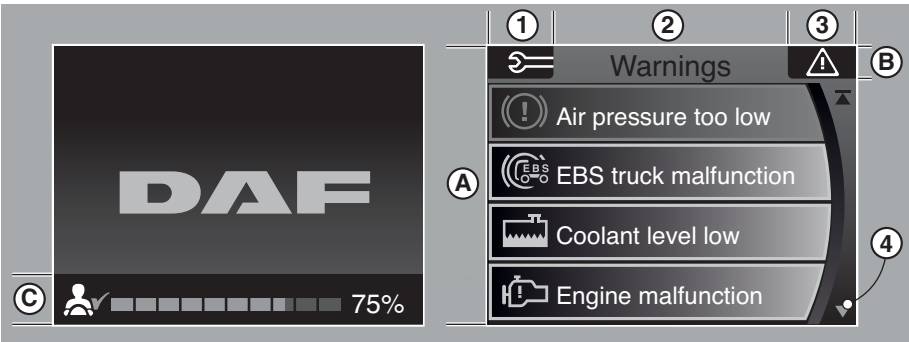 1
2
3
Warnings
B
Air pressure too low
EBS
EBS truck malfunction
A
DAF
Coolant level low
4
C
75%
Engine malfunction